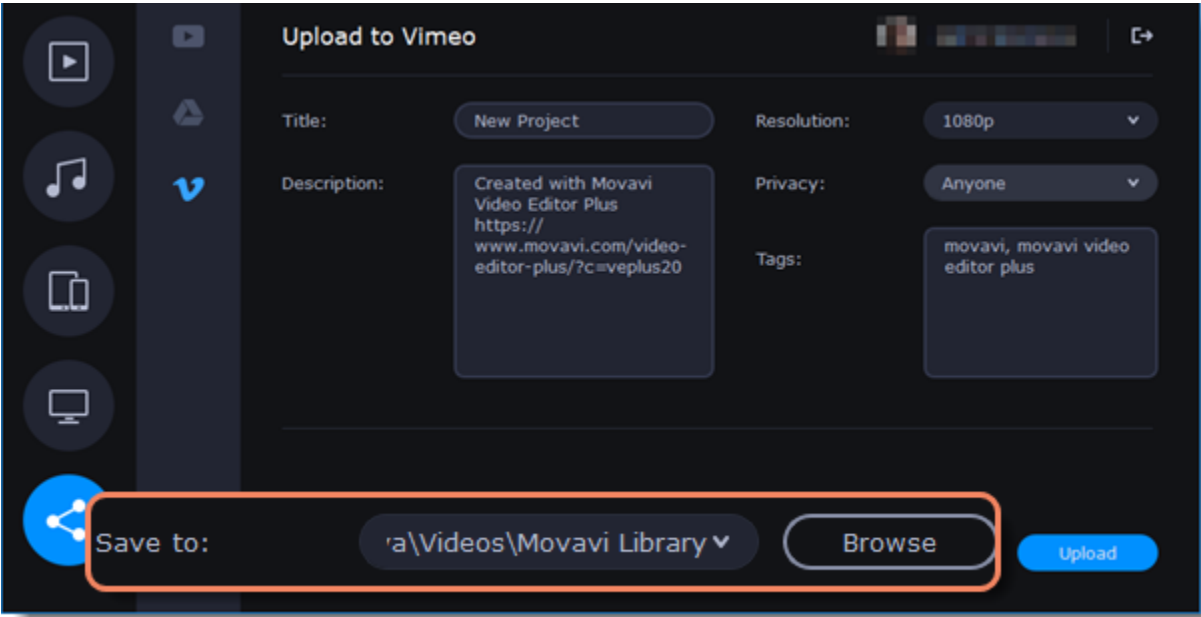 Upload to Vimeo
Title:
New Project
Resolution:
1080p
Description:
Created with Movavi
Video Editor Plus
https://
www.movavi.com/video-
editor-plus/?c=veplus20
Privacy:
Anyone
Tags:
movavi, movavi video
editor plus
Save to:
a\Videos\Movavi Library
Browse
Upload